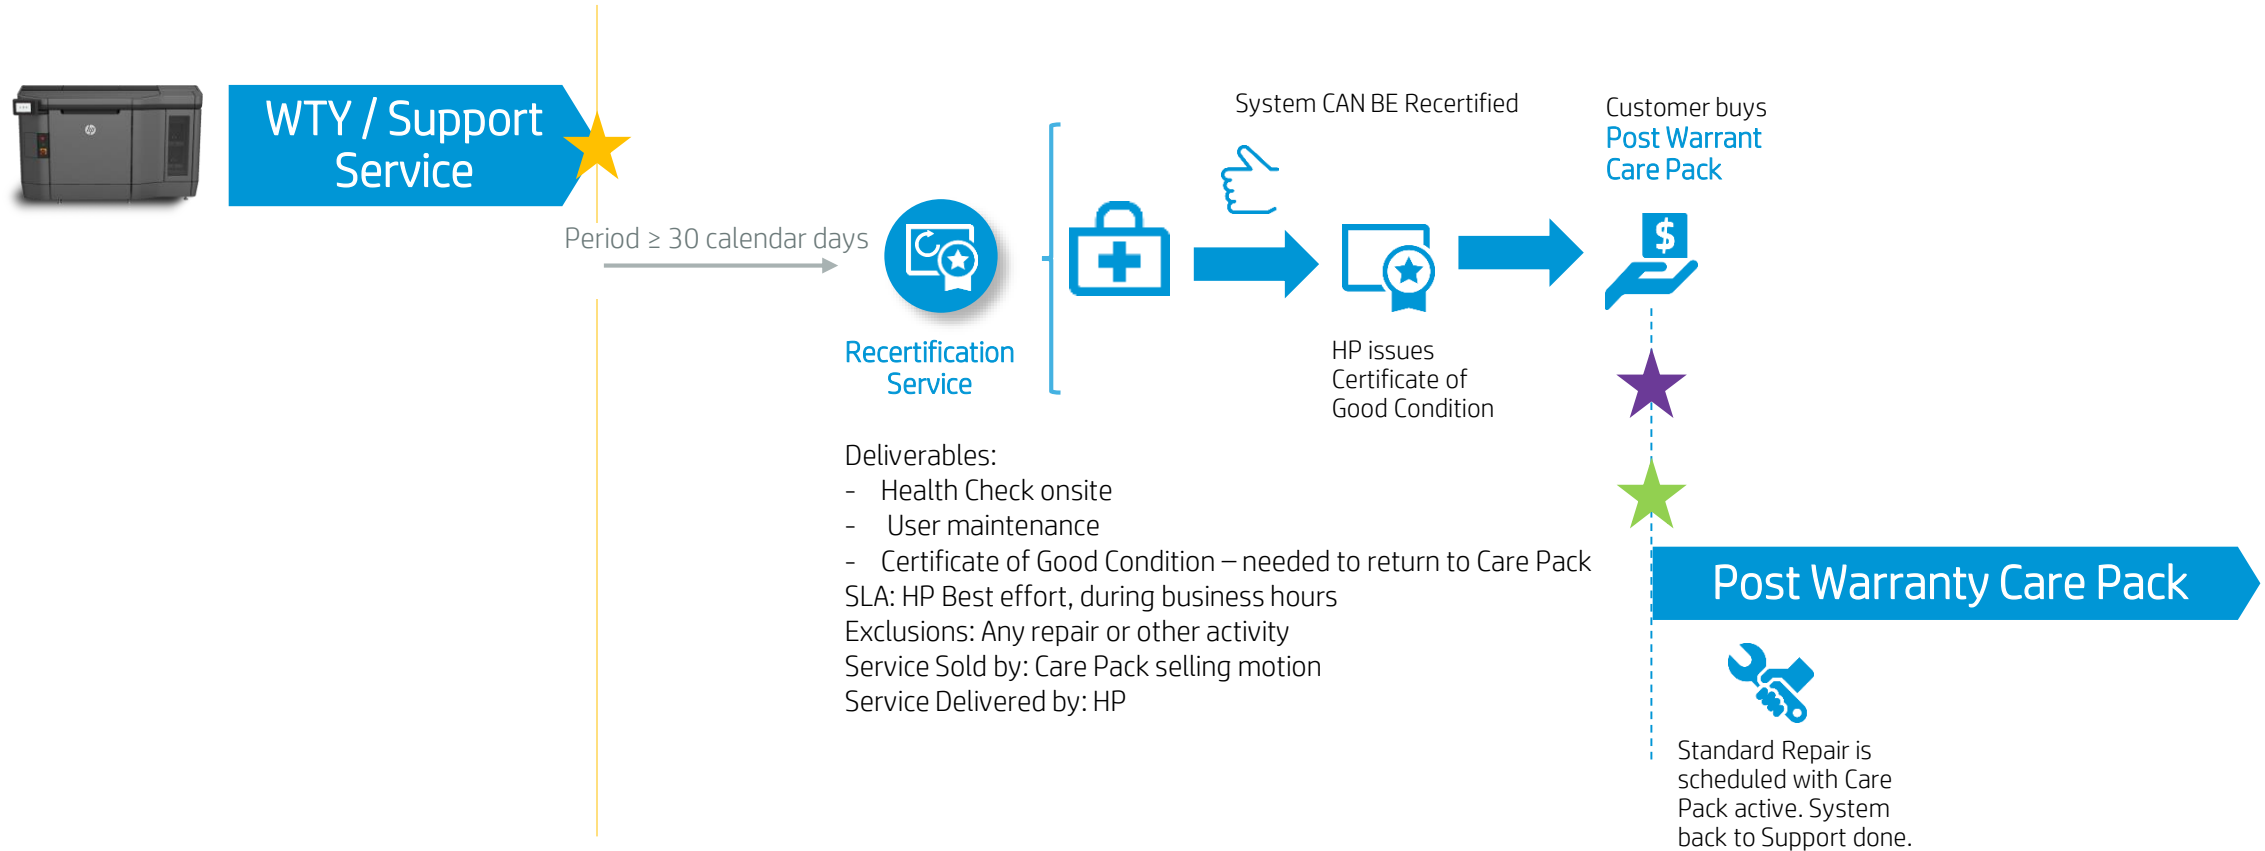 WTY / Support
Service
Period ≥ 30 calendar days
Recertification
Service
System CAN BE Recertified
HP issues
Certificate of
Good Condition
Customer buys
Post Warrant
Care Pack
$
Deliverables:
- Health Check onsite
- User maintenance
- Certificate of Good Condition – needed to return to Care Pack
SLA: HP Best effort, during business hours
Exclusions: Any repair or other activity
Service Sold by: Care Pack selling motion
Service Delivered by: HP
Post Warranty Care Pack
Standard Repair is
scheduled with Care
Pack active. System
back to Support done.